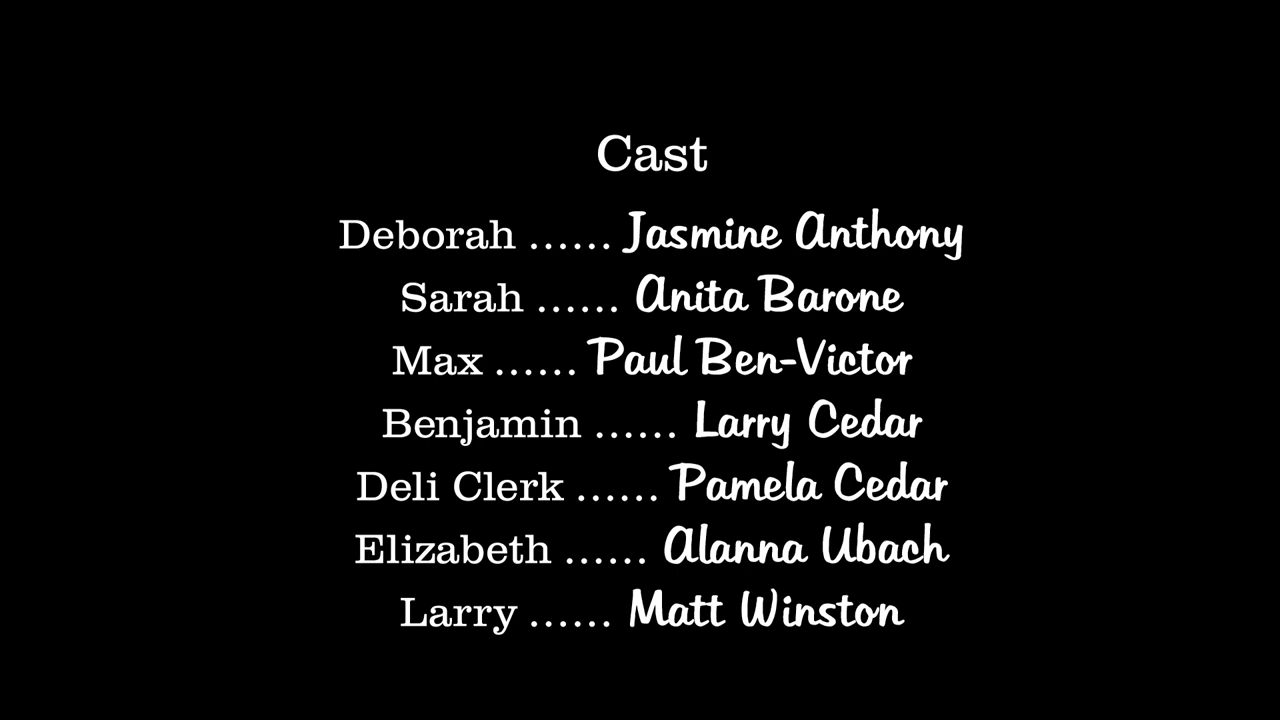 Cast
Deborah ...... Jasmine Anthony
Sarah ...... Anita Barone
Max ...... Paul Ben-Victor
Benjamin ...... Larry Cedar
Deli Clerk ...... Pamela Cedar
Elizabeth ...... Alanna Ubach
Larry ...... Matt Winston